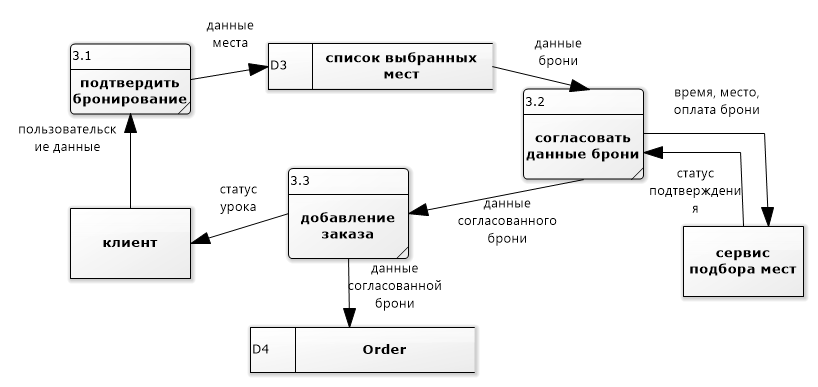 данные
места
3.1
подтвердить
бронирование
D3
список выбранных
мест
данные
брони
3.2
согласовать
данные брони
время, место,
оплата брони
пользовательск
ие данные
клиент
статус
урока
3.3
добавление
заказа
данные
согласованного
брони
статус
подтверждени
я
сервис
подбора мест
данные
согласованной
брони
D4
Order